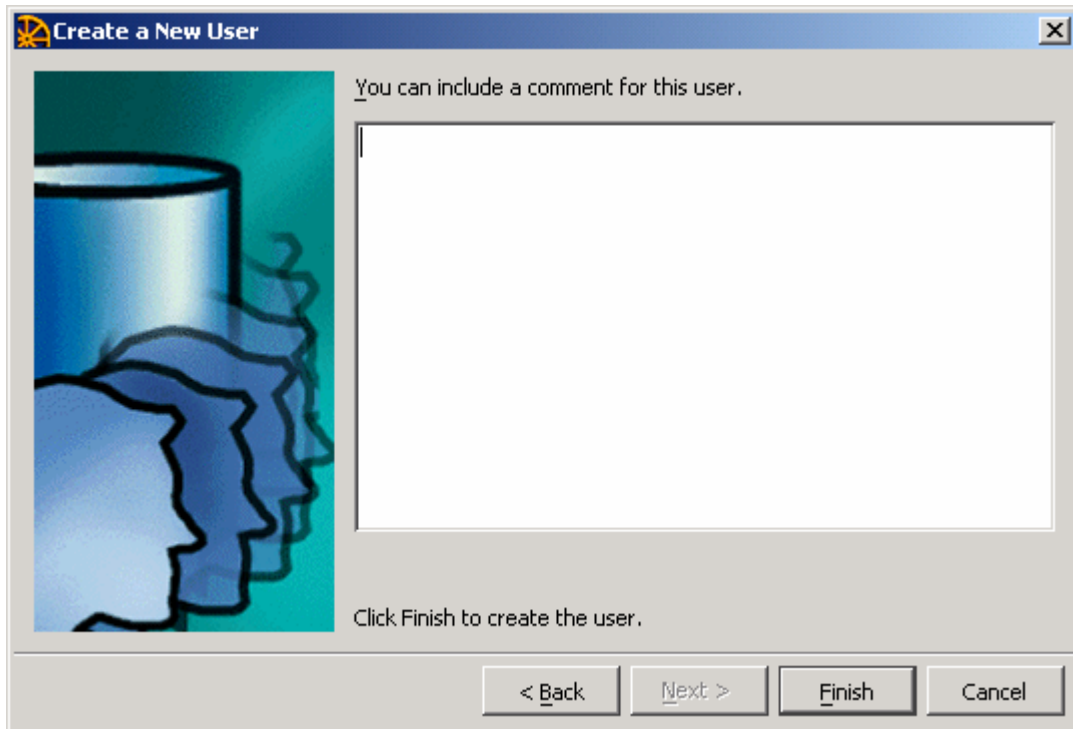 Create a New User
You can include a comment for this user.
Click Finish to create the user.
< Back Next > Finish Cancel